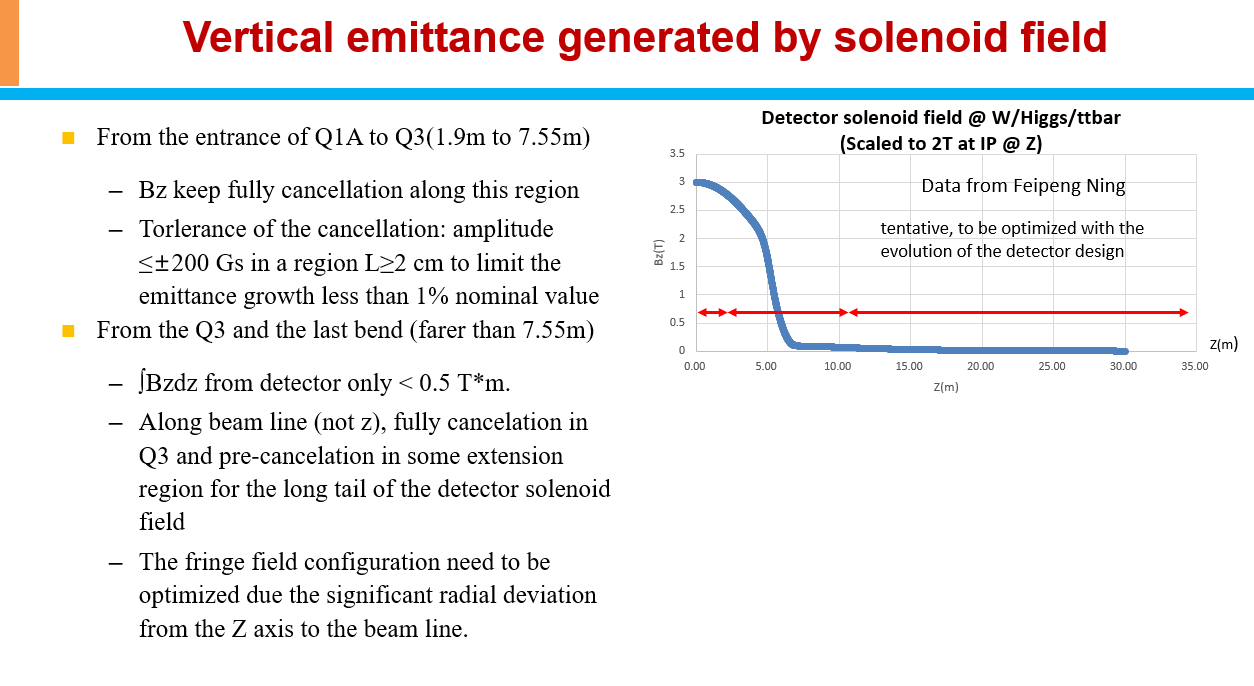 Vertical emittance generated by solenoid field
From the entrance of Q1A to Q3(1.9m to 7.55m)
– Bz keep fully cancellation along this region
– Torlerance of the cancellation: amplitude
≤±200 Gs in a region L≥2 cm to limit the
emittance growth less than 1% nominal value
From the Q3 and the last bend (farer than 7.55m)
– ∫Bzdz from detector only < 0.5 T*m.
– Along beam line (not z), fully cancelation in
Q3 and pre-cancelation in some extension
region for the long tail of the detector solenoid
field
– The fringe field configuration need to be
optimized due the significant radial deviation
from the Z axis to the beam line.
Detector solenoid field @ W/Higgs/ttbar
(Scaled to 2T at IP @ Z)
Data from Feipeng Ning
tentative, to be optimized with the
evolution of the detector design
Bz(T)
3.5
3
2.5
2
1.5
1
0.5
0
0.00 5.00 10.00 15.00 20.00 25.00 30.00 35.00
Z(m)
Z(m)